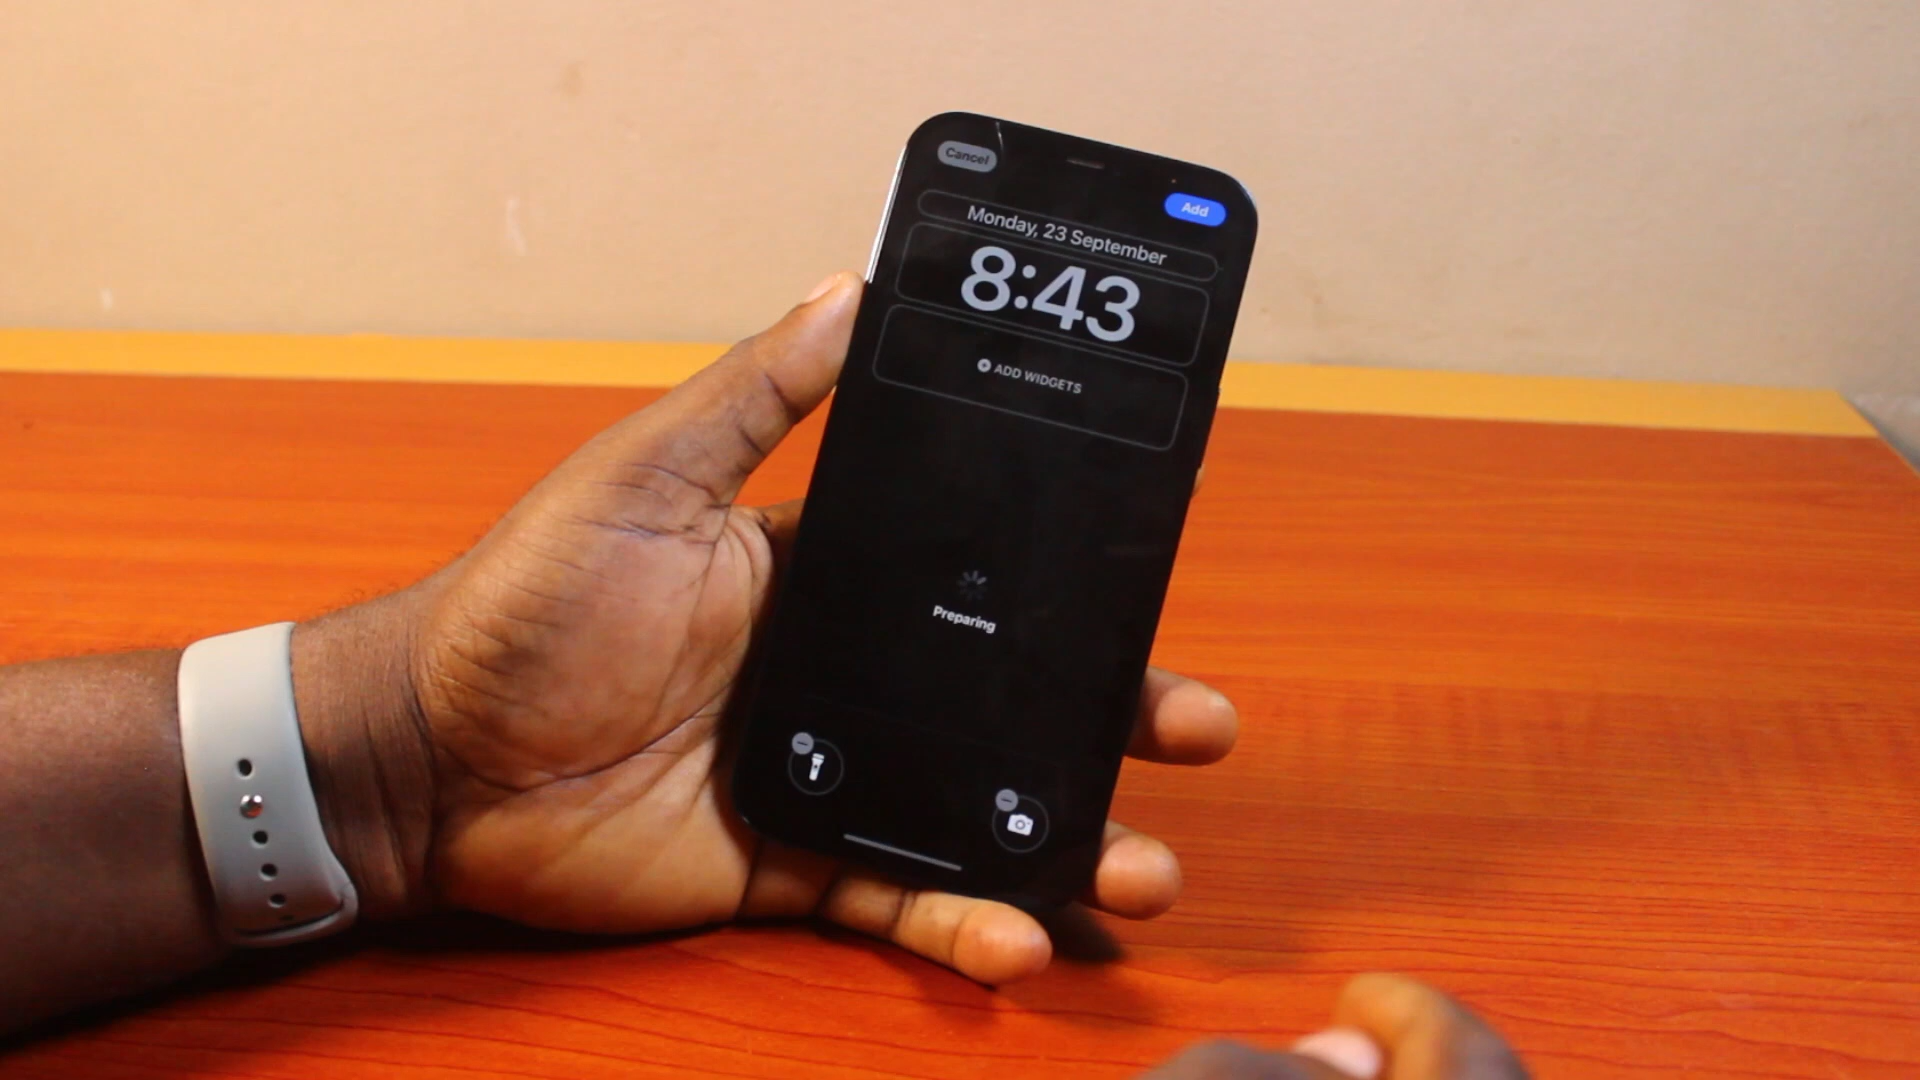 Cancel
Add
Monday, 23 September
8:43
ADD WIDGETS
Preparing